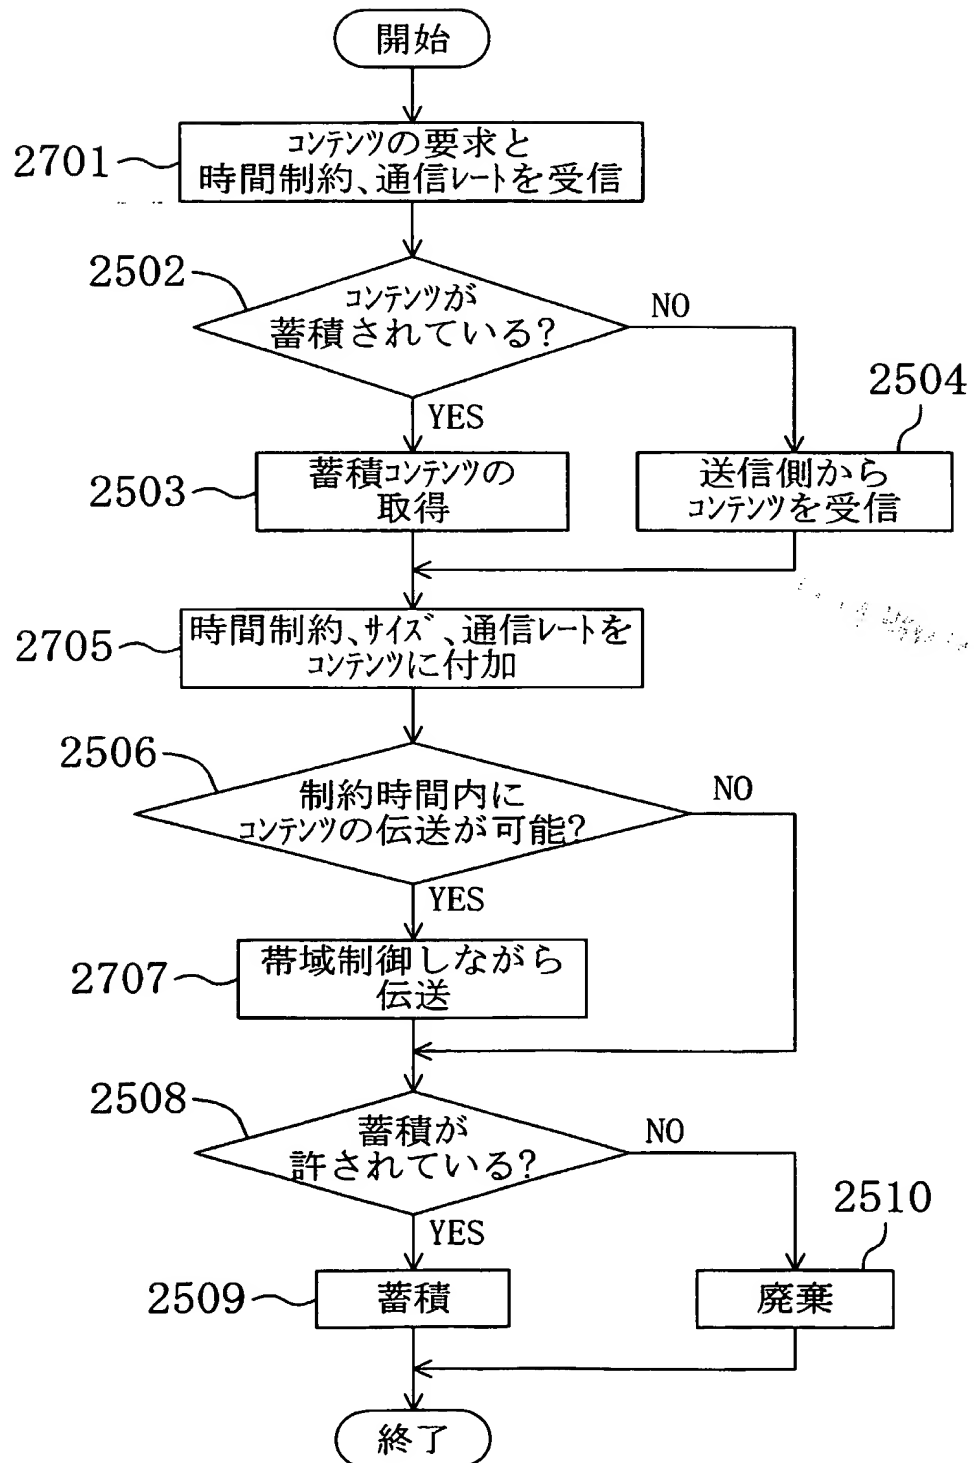 開始
2701
コンテンツの要求と
時間制約、通信レートを受信
2502
コンテンツが
蓄積されている?
NO
YES
2504
2503
蓄積コンテンツの
取得
送信側から
コンテンツを受信
2705
時間制約、サイズ、通信レートを
コンテンツに付加
2506
制約時間内に
コンテンツの伝送が可能?
NO
YES
2707
帯域制御しながら
伝送
2508
蓄積が
許されている?
NO
YES
2510
2509
蓄積
廃棄
終了